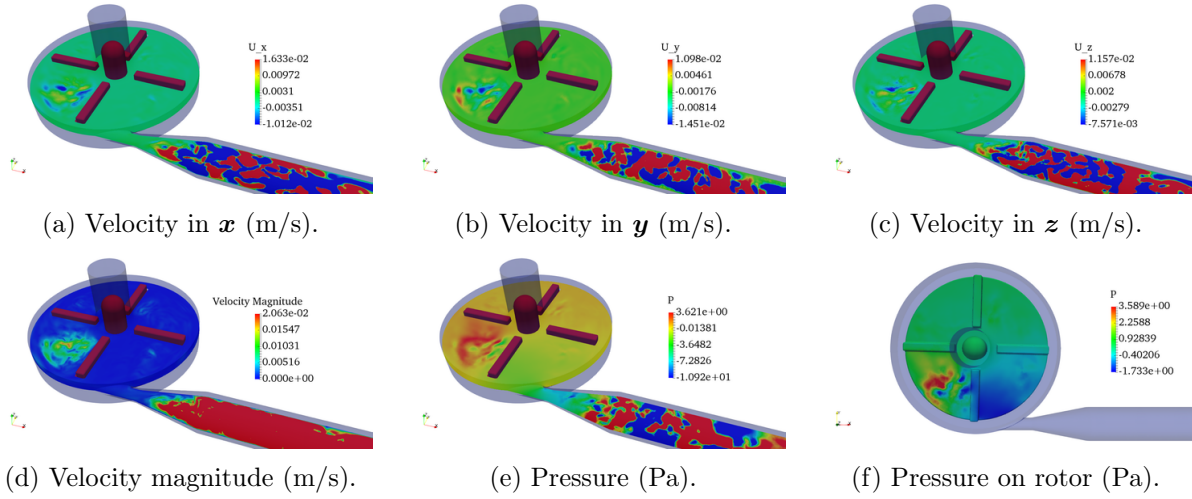 U_x
1.633e-02
0.00972
0.0031
-0.00351
-1.012e-02
U_y
1.098e-02
0.00461
-0.00176
-0.00814
-1.451e-02
U_z
1.157e-02
0.00678
0.002
-0.00279
-7.571e-03
(a) Velocity in x (m/s).
(b) Velocity in y (m/s).
(c) Velocity in z (m/s).
Velocity Magnitude
2.063e-02
0.01547
0.01031
0.00516
0.000e+00
p
3.621e+00
-0.01381
-3.6482
-7.2826
-1.092e+01
p
3.589e+00
2.2588
0.92839
-0.40206
-1.733e+00
(d) Velocity magnitude (m/s).
(e) Pressure (Pa).
(f) Pressure on rotor (Pa).